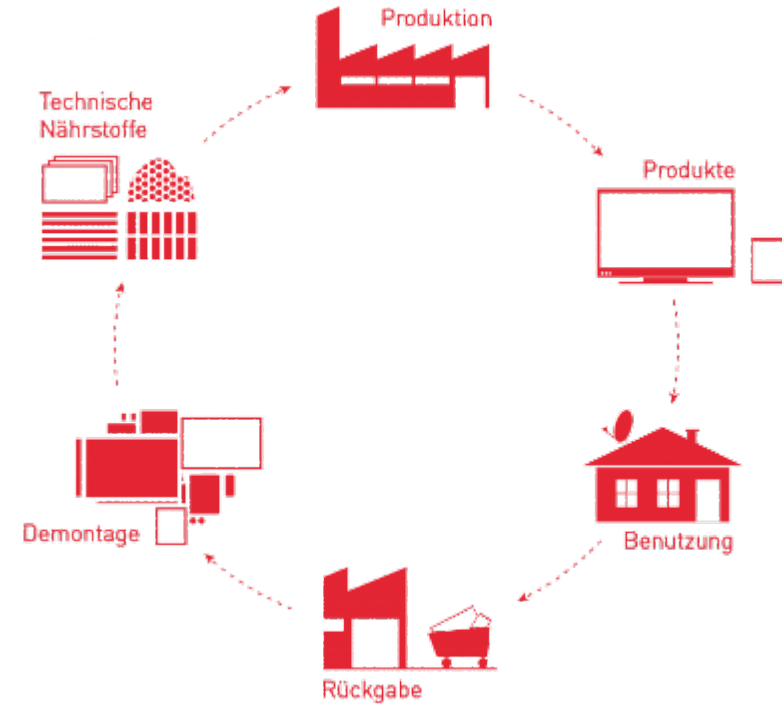 Produktion
Technische
Nährstoffe
Produkte
Demontage
Benutzung
Rückgabe